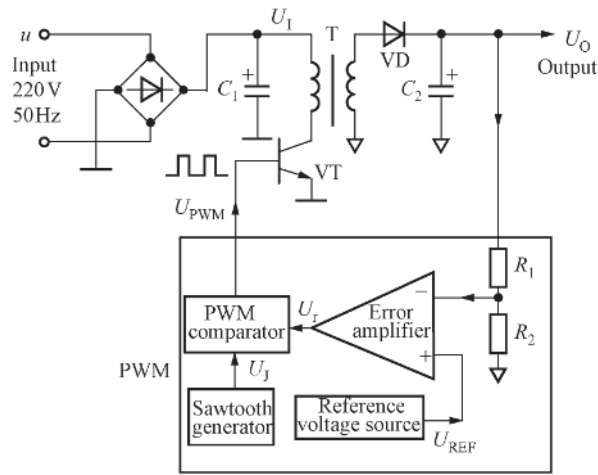 u
Input
220 V
50Hz
U_I
T
C_1
+
VD
C_2
+
U_O
Output
VT
U_PWM
PWM
PWM
comparator
U_r
Error
amplifier
−
+
R_1
R_2
U_J
Sawtooth
generator
Reference
voltage source
U_REF